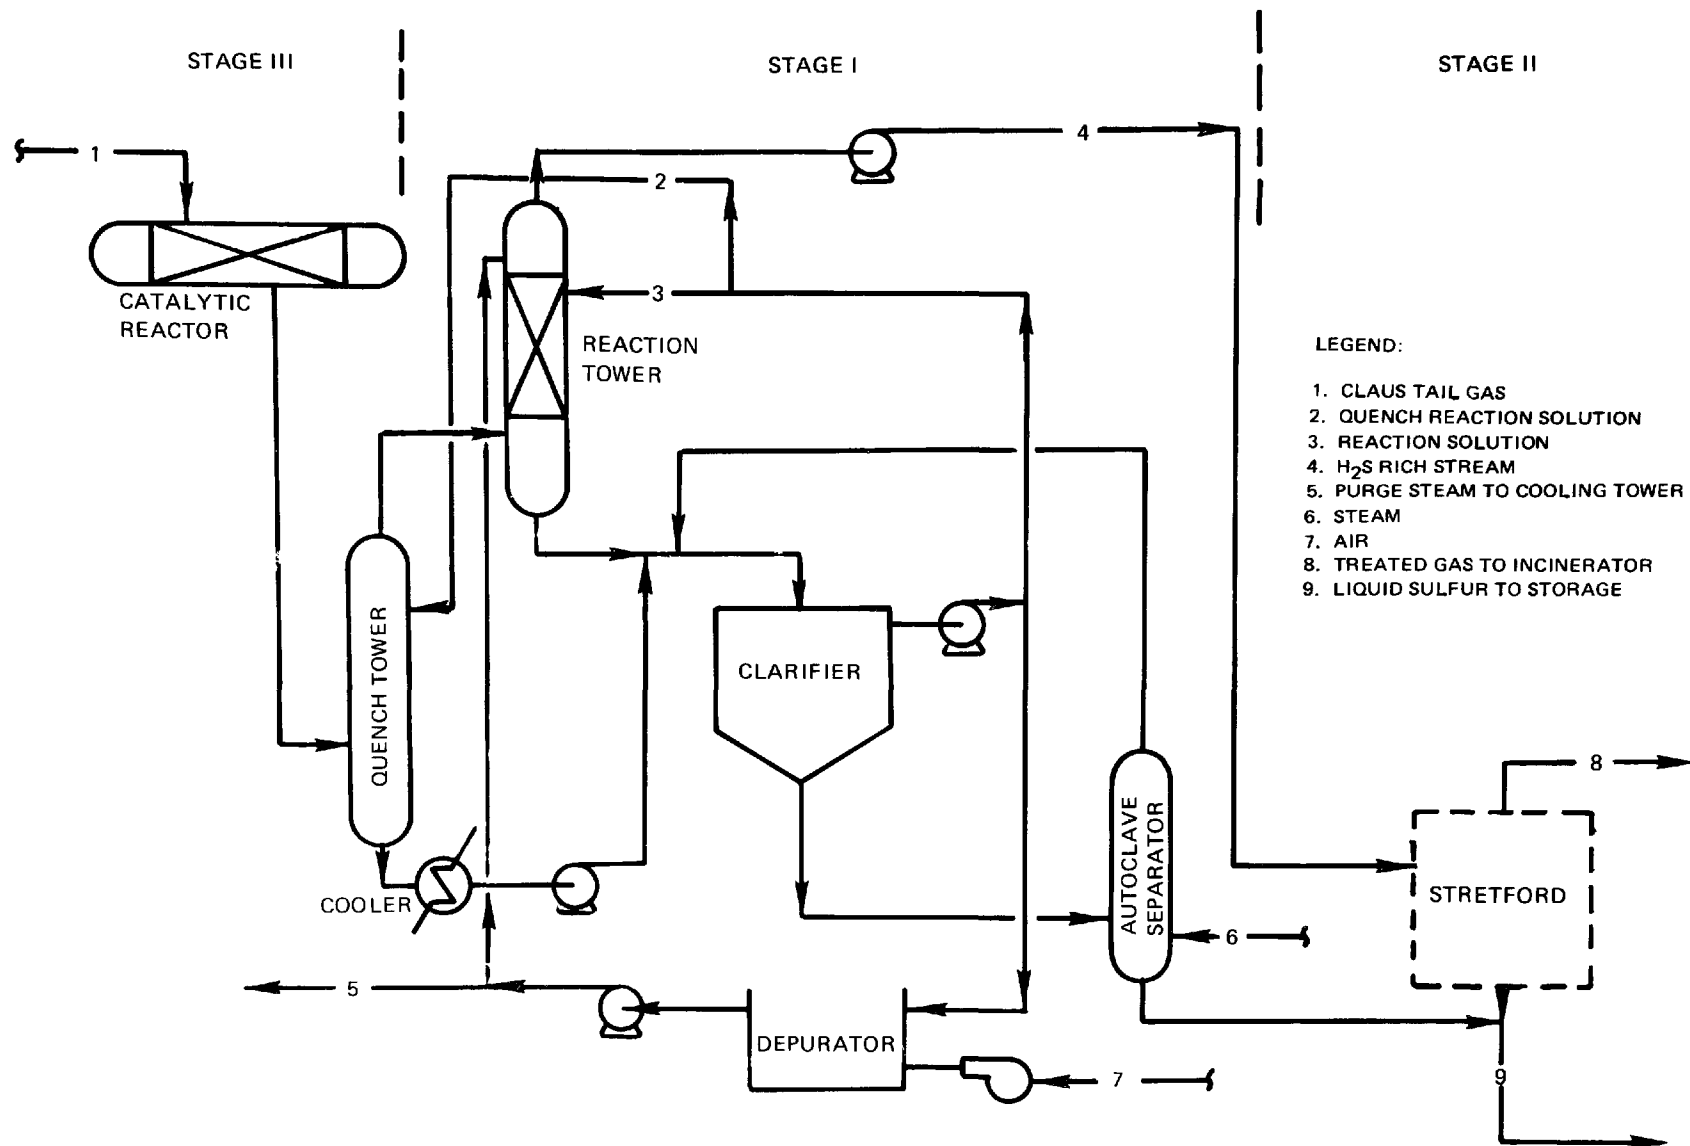 STAGE III
STAGE I
STAGE II
1
4
2
3
CATALYTIC
REACTOR
REACTION
TOWER
LEGEND:
1. CLAUS TAIL GAS
2. QUENCH REACTION SOLUTION
3. REACTION SOLUTION
4. H₂S RICH STREAM
5. PURGE STEAM TO COOLING TOWER
6. STEAM
7. AIR
8. TREATED GAS TO INCINERATOR
9. LIQUID SULFUR TO STORAGE
QUENCH TOWER
CLARIFIER
8
AUTOCLAVE
SEPARATOR
STRETFORD
COOLER
6
5
DEPURATOR
7
9